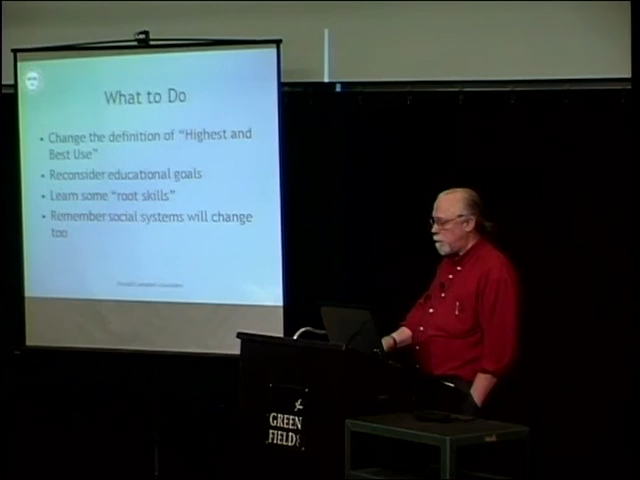 What to Do
• Change the definition of “Highest and
Best Use”
• Reconsider educational goals
• Learn some “root skills”
• Remember social systems will change
too
GREEN
FIELD